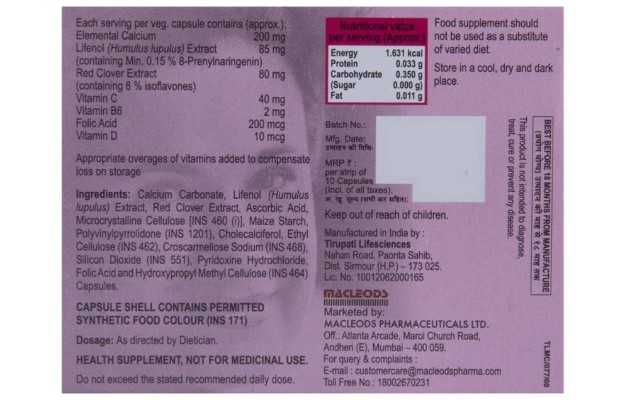 Each serving per veg. capsule contains (approx.):
Elemental Calcium 200 mg
Lifenol (Humulus lupulus) Extract 85 mg
(containing Min. 0.15 % 8-Prenylnaringenin)
Red Clover Extract 80 mg
(containing 8 % isoflavones)
Vitamin C 40 mg
Vitamin B6 2 mg
Folic Acid 200 mcg
Vitamin D 10 mcg
Appropriate overages of vitamins added to compensate
loss on storage
Ingredients: Calcium Carbonate, Lifenol (Humulus
lupulus) Extract, Red Clover Extract, Ascorbic Acid,
Microcrystalline Cellulose [INS 460 (i)], Maize Starch,
Polyvinylpyrrolidone (INS 1201), Cholecalciferol, Ethyl
Cellulose (INS 462), Croscarmellose Sodium (INS 468),
Silicon Dioxide (INS 551), Pyridoxine Hydrochloride,
Folic Acid and Hydroxypropyl Methyl Cellulose (INS 464)
Capsules.
CAPSULE SHELL CONTAINS PERMITTED
SYNTHETIC FOOD COLOUR (INS 171)
Dosage: As directed by Dietician.
HEALTH SUPPLEMENT, NOT FOR MEDICINAL USE.
Do not exceed the stated recommended daily dose.
Nutritional value
per serving (Approx.)
Energy 1.631 kcal
Protein 0.033 g
Carbohydrate 0.350 g
(Sugar 0.000 g)
Fat 0.011 g
Food supplement should
not be used as a substitute
of varied diet.
Store in a cool, dry and dark
place.
Batch No.:
Mfg. Date:
MRP ₹ :
per strip of
10 Capsules
(Incl. of all taxes).
Keep out of reach of children.
Manufactured in India by :
Tirupati Lifesciences
Nahan Road, Paonta Sahib,
Dist. Sirmour (H.P.) – 173 025.
Lic. No. 10012062000165
MACLEODS
Marketed by:
MACLEODS PHARMACEUTICALS LTD.
Off.: Atlanta Arcade, Marol Church Road,
Andheri (E), Mumbai – 400 059.
For query & complaints :
E-mail : customercare@macleodspharma.com
Toll Free No : 18002670231
This product is not intended to diagnose,
treat, cure or prevent any disease.
BEST BEFORE 18 MONTHS FROM MANUFACTURE
TLMC/077/00